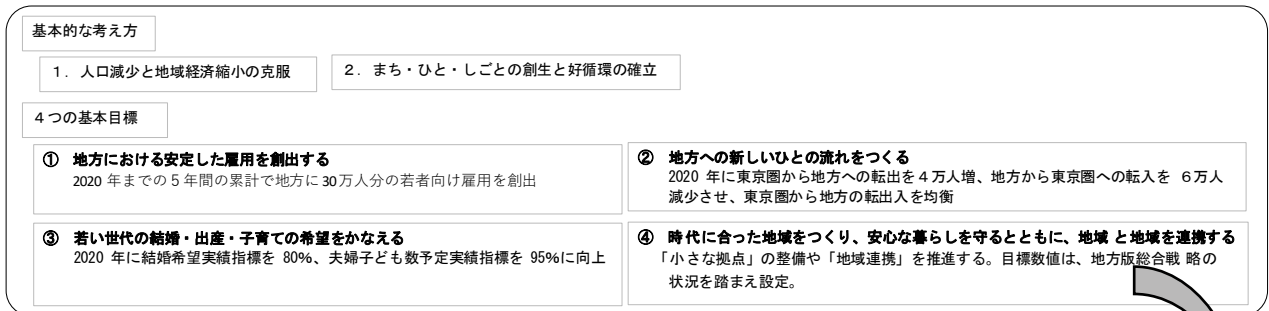 基本的な考え方
１. 人口減少と地域経済縮小の克服
２. まち・ひと・しごとの創生と好循環の確立
４つの基本目標
① 地方における安定した雇用を創出する
2020 年までの５年間の累計で地方に30万人分の若者向け雇用を創出
② 地方への新しいひとの流れをつくる
2020 年に東京圏から地方への転出を４万人増、地方から東京圏への転入を ６万人
減少させ、東京圏から地方の転出入を均衡
③ 若い世代の結婚・出産・子育ての希望をかなえる
2020 年に結婚希望実績指標を 80%、夫婦子ども数予定実績指標を 95%に向上
④ 時代に合った地域をつくり、安心な暮らしを守るとともに、地域 と地域を連携する
「小さな拠点」の整備や「地域連携」を推進する。目標数値は、地方版総合戦 略の
状況を踏まえ設定。